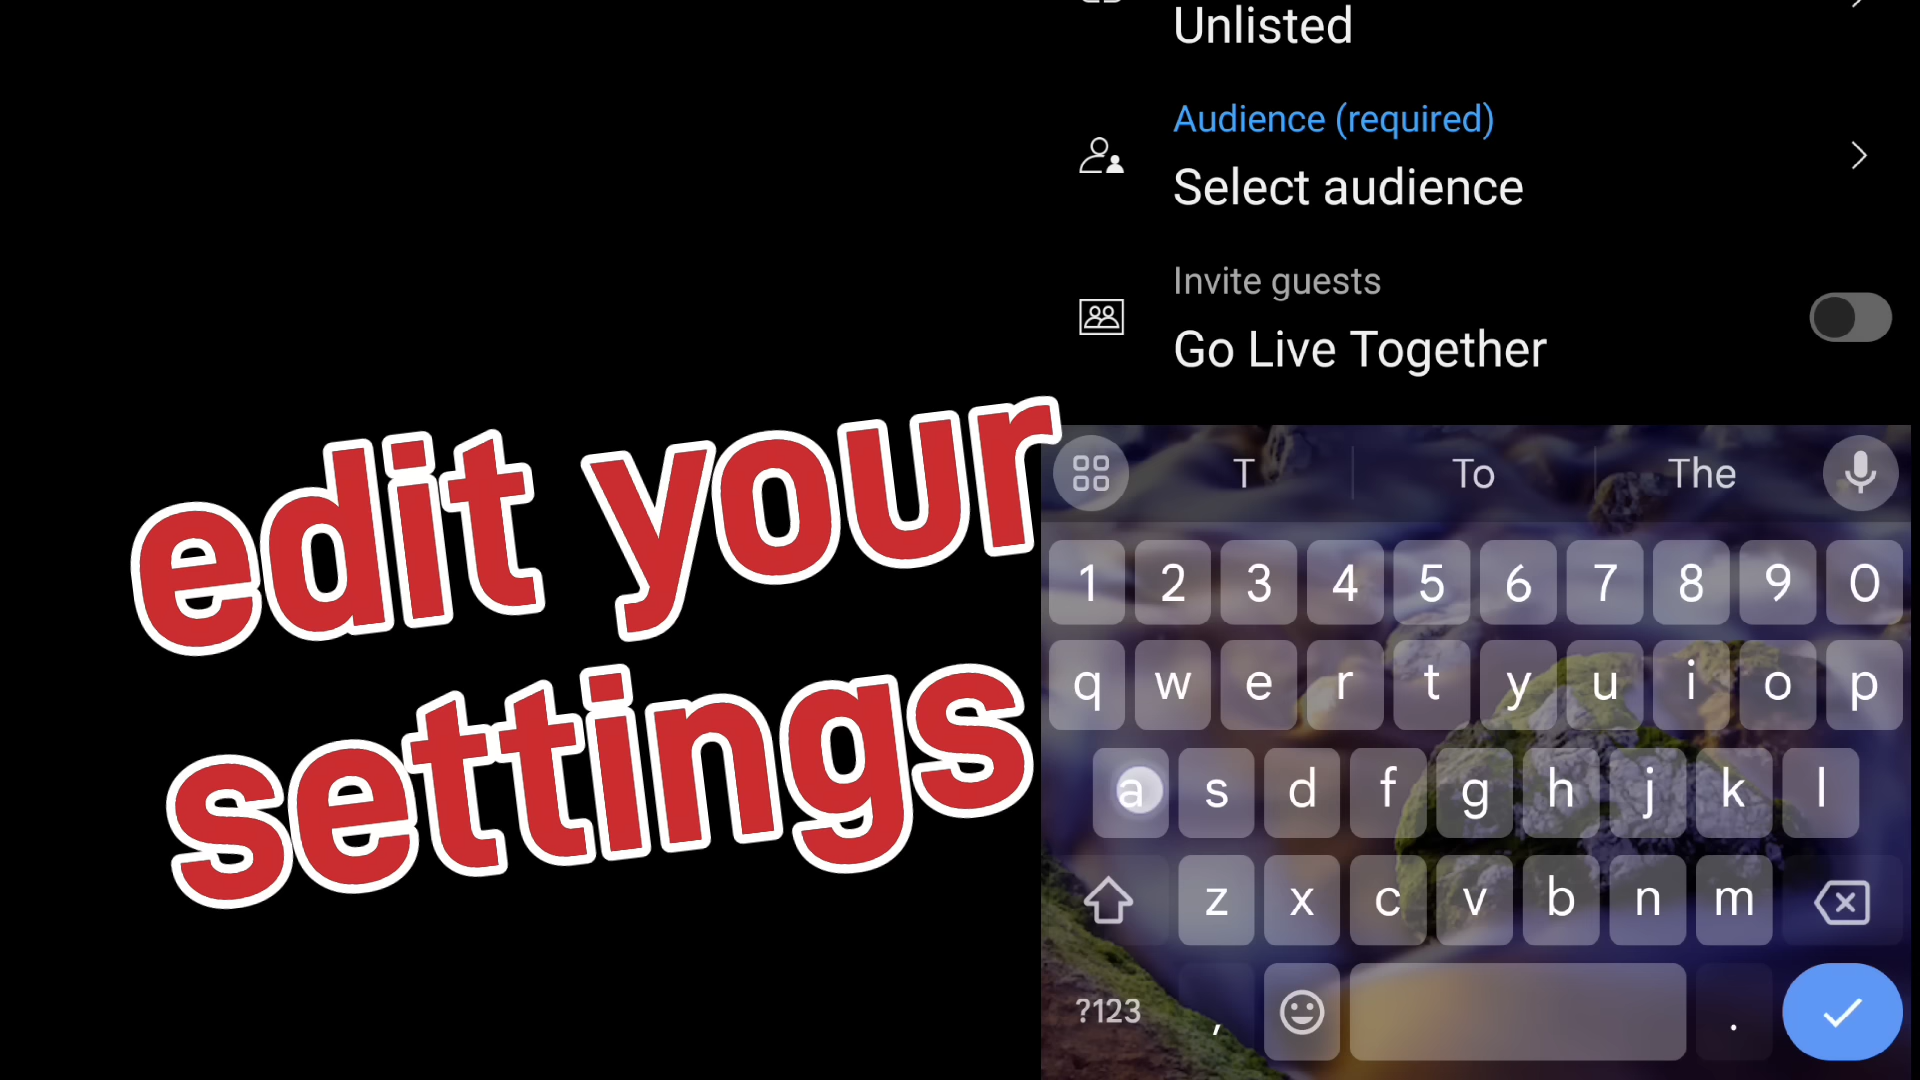 Unlisted
Audience (required)
Select audience
Invite guests
Go Live Together
edit your
settings
T To The
1 2 3 4 5 6 7 8 9 0
q w e r t y u i o p
a s d f g h j k l
z x c v b n m
?123 , .